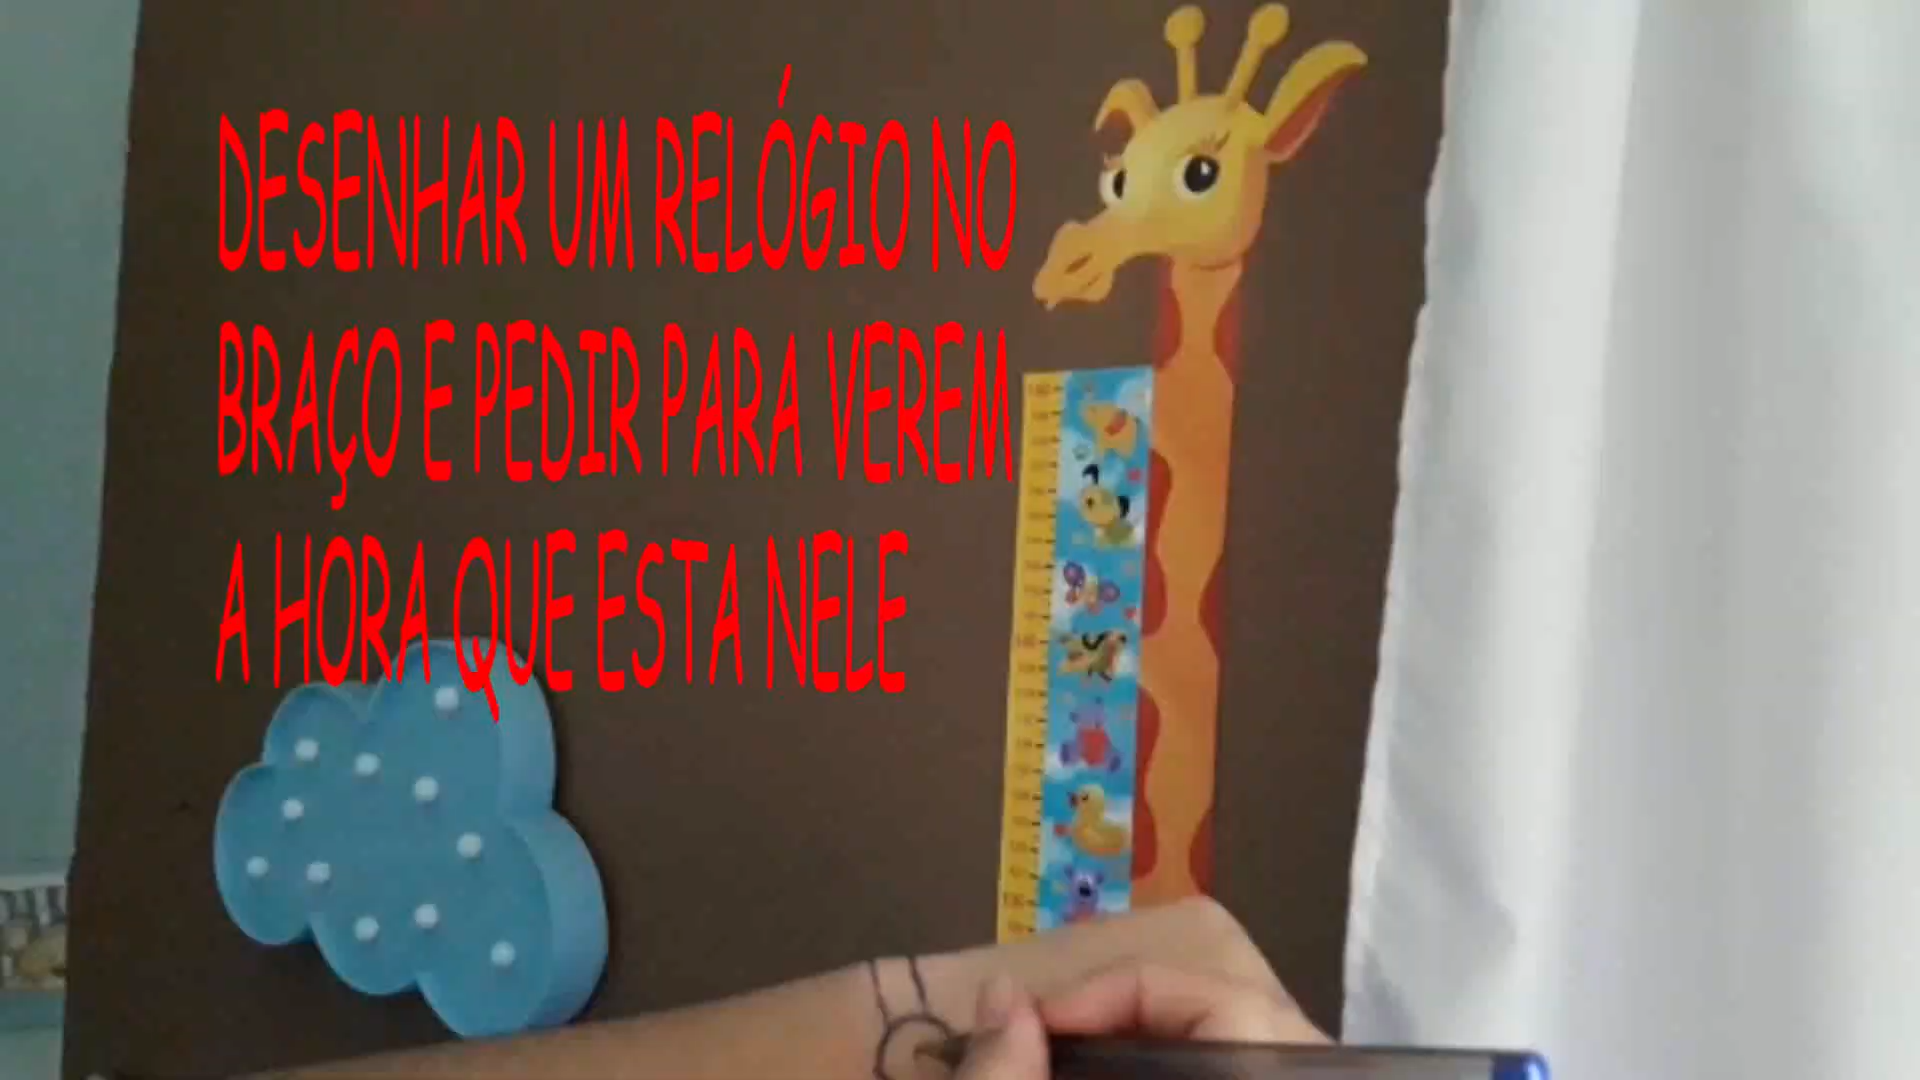 DESENHAR UM RELÓGIO NO
BRAÇO E PEDIR PARA VEREM
A HORA QUE ESTA NELE